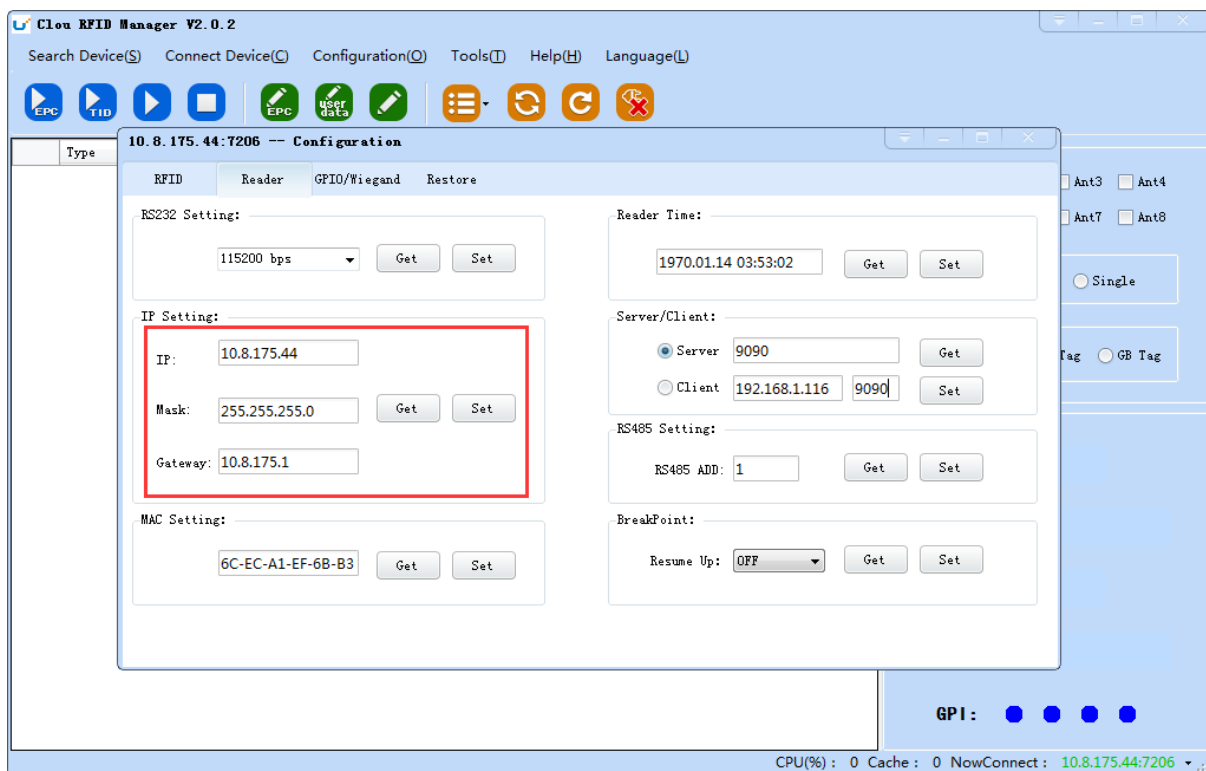 Clou RFID Manager V2.0.2
Search Device(S) Connect Device(C) Configuration(O) Tools(T) Help(H) Language(L)
EPC TID EPC user data
Type
10.8.175.44:7206 -- Configuration
RFID Reader GPIO/Wiegand Restore
Ant3 Ant4
Ant7 Ant8
RS232 Setting:
115200 bps Get Set
Reader Time:
1970.01.14 03:53:02 Get Set
Single
IP Setting:
IP: 10.8.175.44
Mask: 255.255.255.0 Get Set
Gateway: 10.8.175.1
Server/Client:
Server 9090 Get
Client 192.168.1.116 9090 Set
Tag GB Tag
RS485 Setting:
RS485 ADD: 1 Get Set
MAC Setting:
6C-EC-A1-EF-6B-B3 Get Set
BreakPoint:
Resume Up: OFF Get Set
GPI:
CPU(%) : 0 Cache : 0 NowConnect : 10.8.175.44:7206